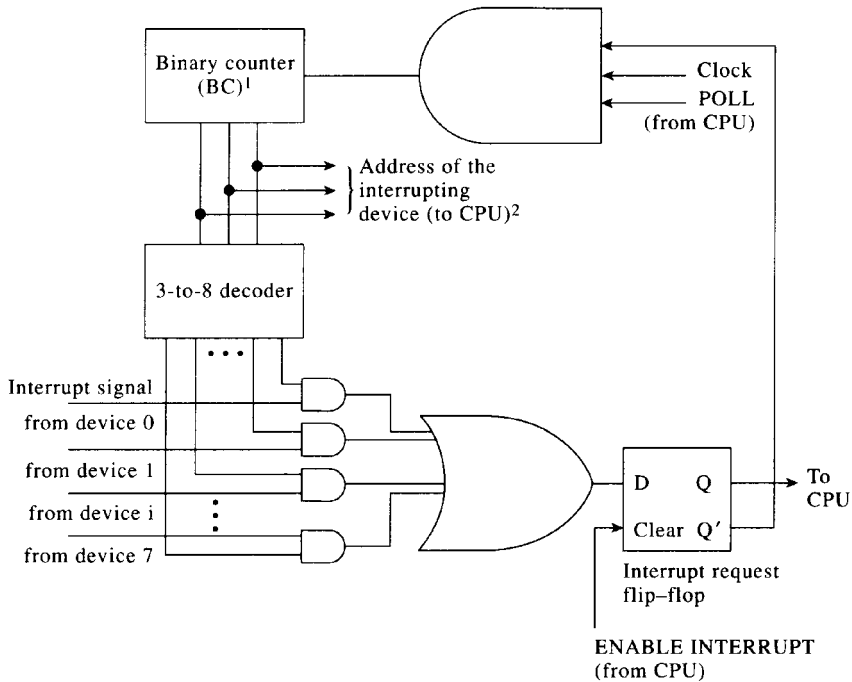 Binary counter
(BC)1
Clock
POLL
(from CPU)
Address of the
interrupting
device (to CPU)2
3-to-8 decoder
Interrupt signal
from device 0
from device 1
from device i
from device 7
D Q
Clear Q′
To
CPU
Interrupt request
flip–flop
ENABLE INTERRUPT
(from CPU)